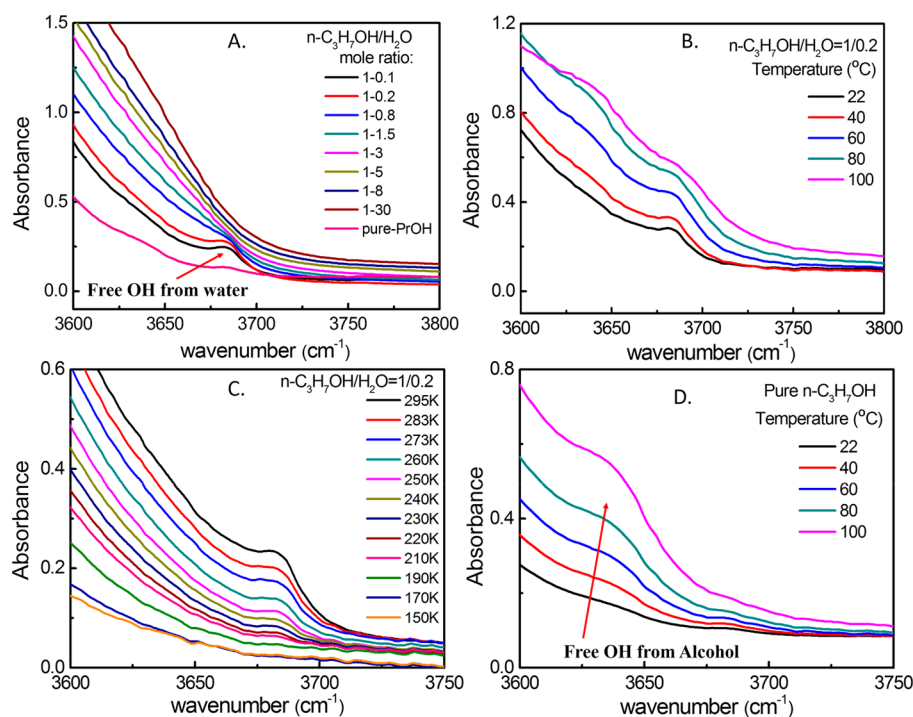 A.
n-C₃H₇OH/H₂O
mole ratio:
1-0.1
1-0.2
1-0.8
1-1.5
1-3
1-5
1-8
1-30
pure-PrOH
Free OH from water
1.5
1.0
0.5
0.0
Absorbance
3600 3650 3700 3750 3800
wavenumber (cm⁻¹)
B.
n-C₃H₇OH/H₂O=1/0.2
Temperature (°C)
22
40
60
80
100
1.2
0.8
0.4
0.0
Absorbance
3600 3650 3700 3750 3800
wavenumber (cm⁻¹)
C.
n-C₃H₇OH/H₂O=1/0.2
295K
283K
273K
260K
250K
240K
230K
220K
210K
190K
170K
150K
0.6
0.4
0.2
0.0
Absorbance
3600 3650 3700 3750
wavenumber (cm⁻¹)
D.
Pure n-C₃H₇OH
Temperature (°C)
22
40
60
80
100
Free OH from Alcohol
0.8
0.4
0.0
Absorbance
3600 3650 3700 3750
wavenumber (cm⁻¹)